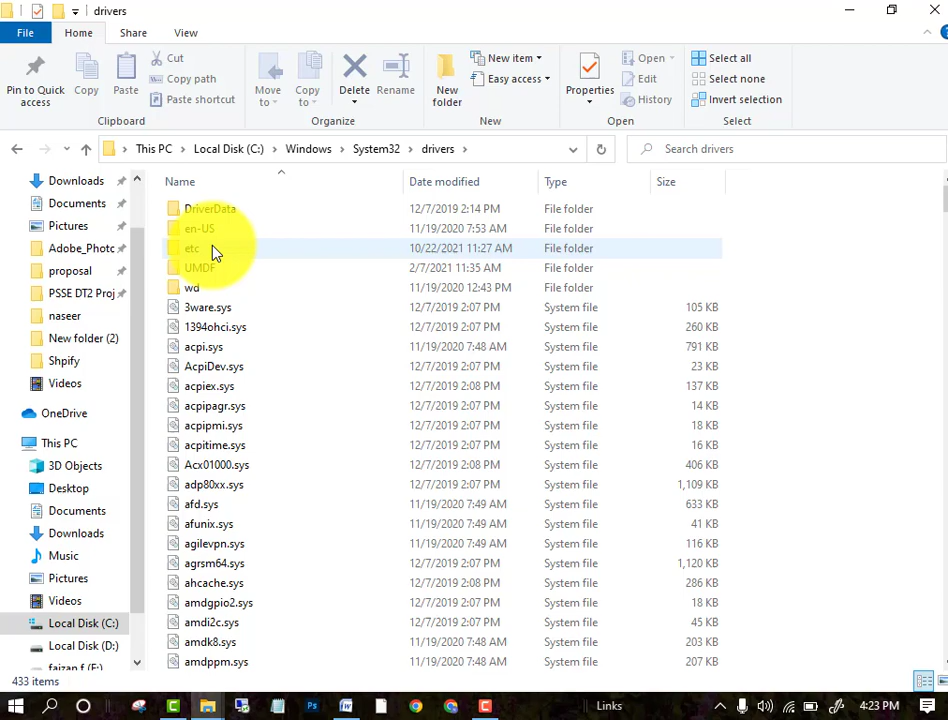 drivers
File Home Share View
Pin to Quick access
Copy
Paste
Cut
Copy path
Paste shortcut
Clipboard
Move to
Copy to
Delete
Rename
Organize
New folder
New item
Easy access
New
Properties
Open
Edit
History
Open
Select all
Select none
Invert selection
Select
This PC > Local Disk (C:) > Windows > System32 > drivers >
Search drivers
Downloads
Documents
Pictures
Adobe_Photc
proposal
PSSE DT2 Proj
naseer
New folder (2)
Shpify
Videos
OneDrive
This PC
3D Objects
Desktop
Documents
Downloads
Music
Pictures
Videos
Local Disk (C:)
Local Disk (D:)
faizan f (F:)
Name Date modified Type Size
DriverData 12/7/2019 2:14 PM File folder
en-US 11/19/2020 7:53 AM File folder
etc 10/22/2021 11:27 AM File folder
UMDF 2/7/2021 11:35 AM File folder
wd 11/19/2020 12:43 PM File folder
3ware.sys 12/7/2019 2:07 PM System file 105 KB
1394ohci.sys 12/7/2019 2:07 PM System file 260 KB
acpi.sys 11/19/2020 7:48 AM System file 791 KB
AcpiDev.sys 12/7/2019 2:07 PM System file 23 KB
acpiex.sys 12/7/2019 2:08 PM System file 137 KB
acpipagr.sys 12/7/2019 2:07 PM System file 14 KB
acpipmi.sys 12/7/2019 2:07 PM System file 18 KB
acpitime.sys 12/7/2019 2:07 PM System file 16 KB
Acx01000.sys 12/7/2019 2:08 PM System file 406 KB
adp80xx.sys 12/7/2019 2:07 PM System file 1,109 KB
afd.sys 11/19/2020 7:49 AM System file 633 KB
afunix.sys 11/19/2020 7:49 AM System file 41 KB
agilevpn.sys 11/19/2020 7:49 AM System file 116 KB
agrsm64.sys 12/7/2019 2:07 PM System file 1,120 KB
ahcache.sys 12/7/2019 2:08 PM System file 286 KB
amdgpio2.sys 12/7/2019 2:07 PM System file 102 KB
amdi2c.sys 12/7/2019 2:07 PM System file 45 KB
amdk8.sys 11/19/2020 7:48 AM System file 203 KB
amdppm.sys 11/19/2020 7:48 AM System file 207 KB
433 items
Links
4:23 PM